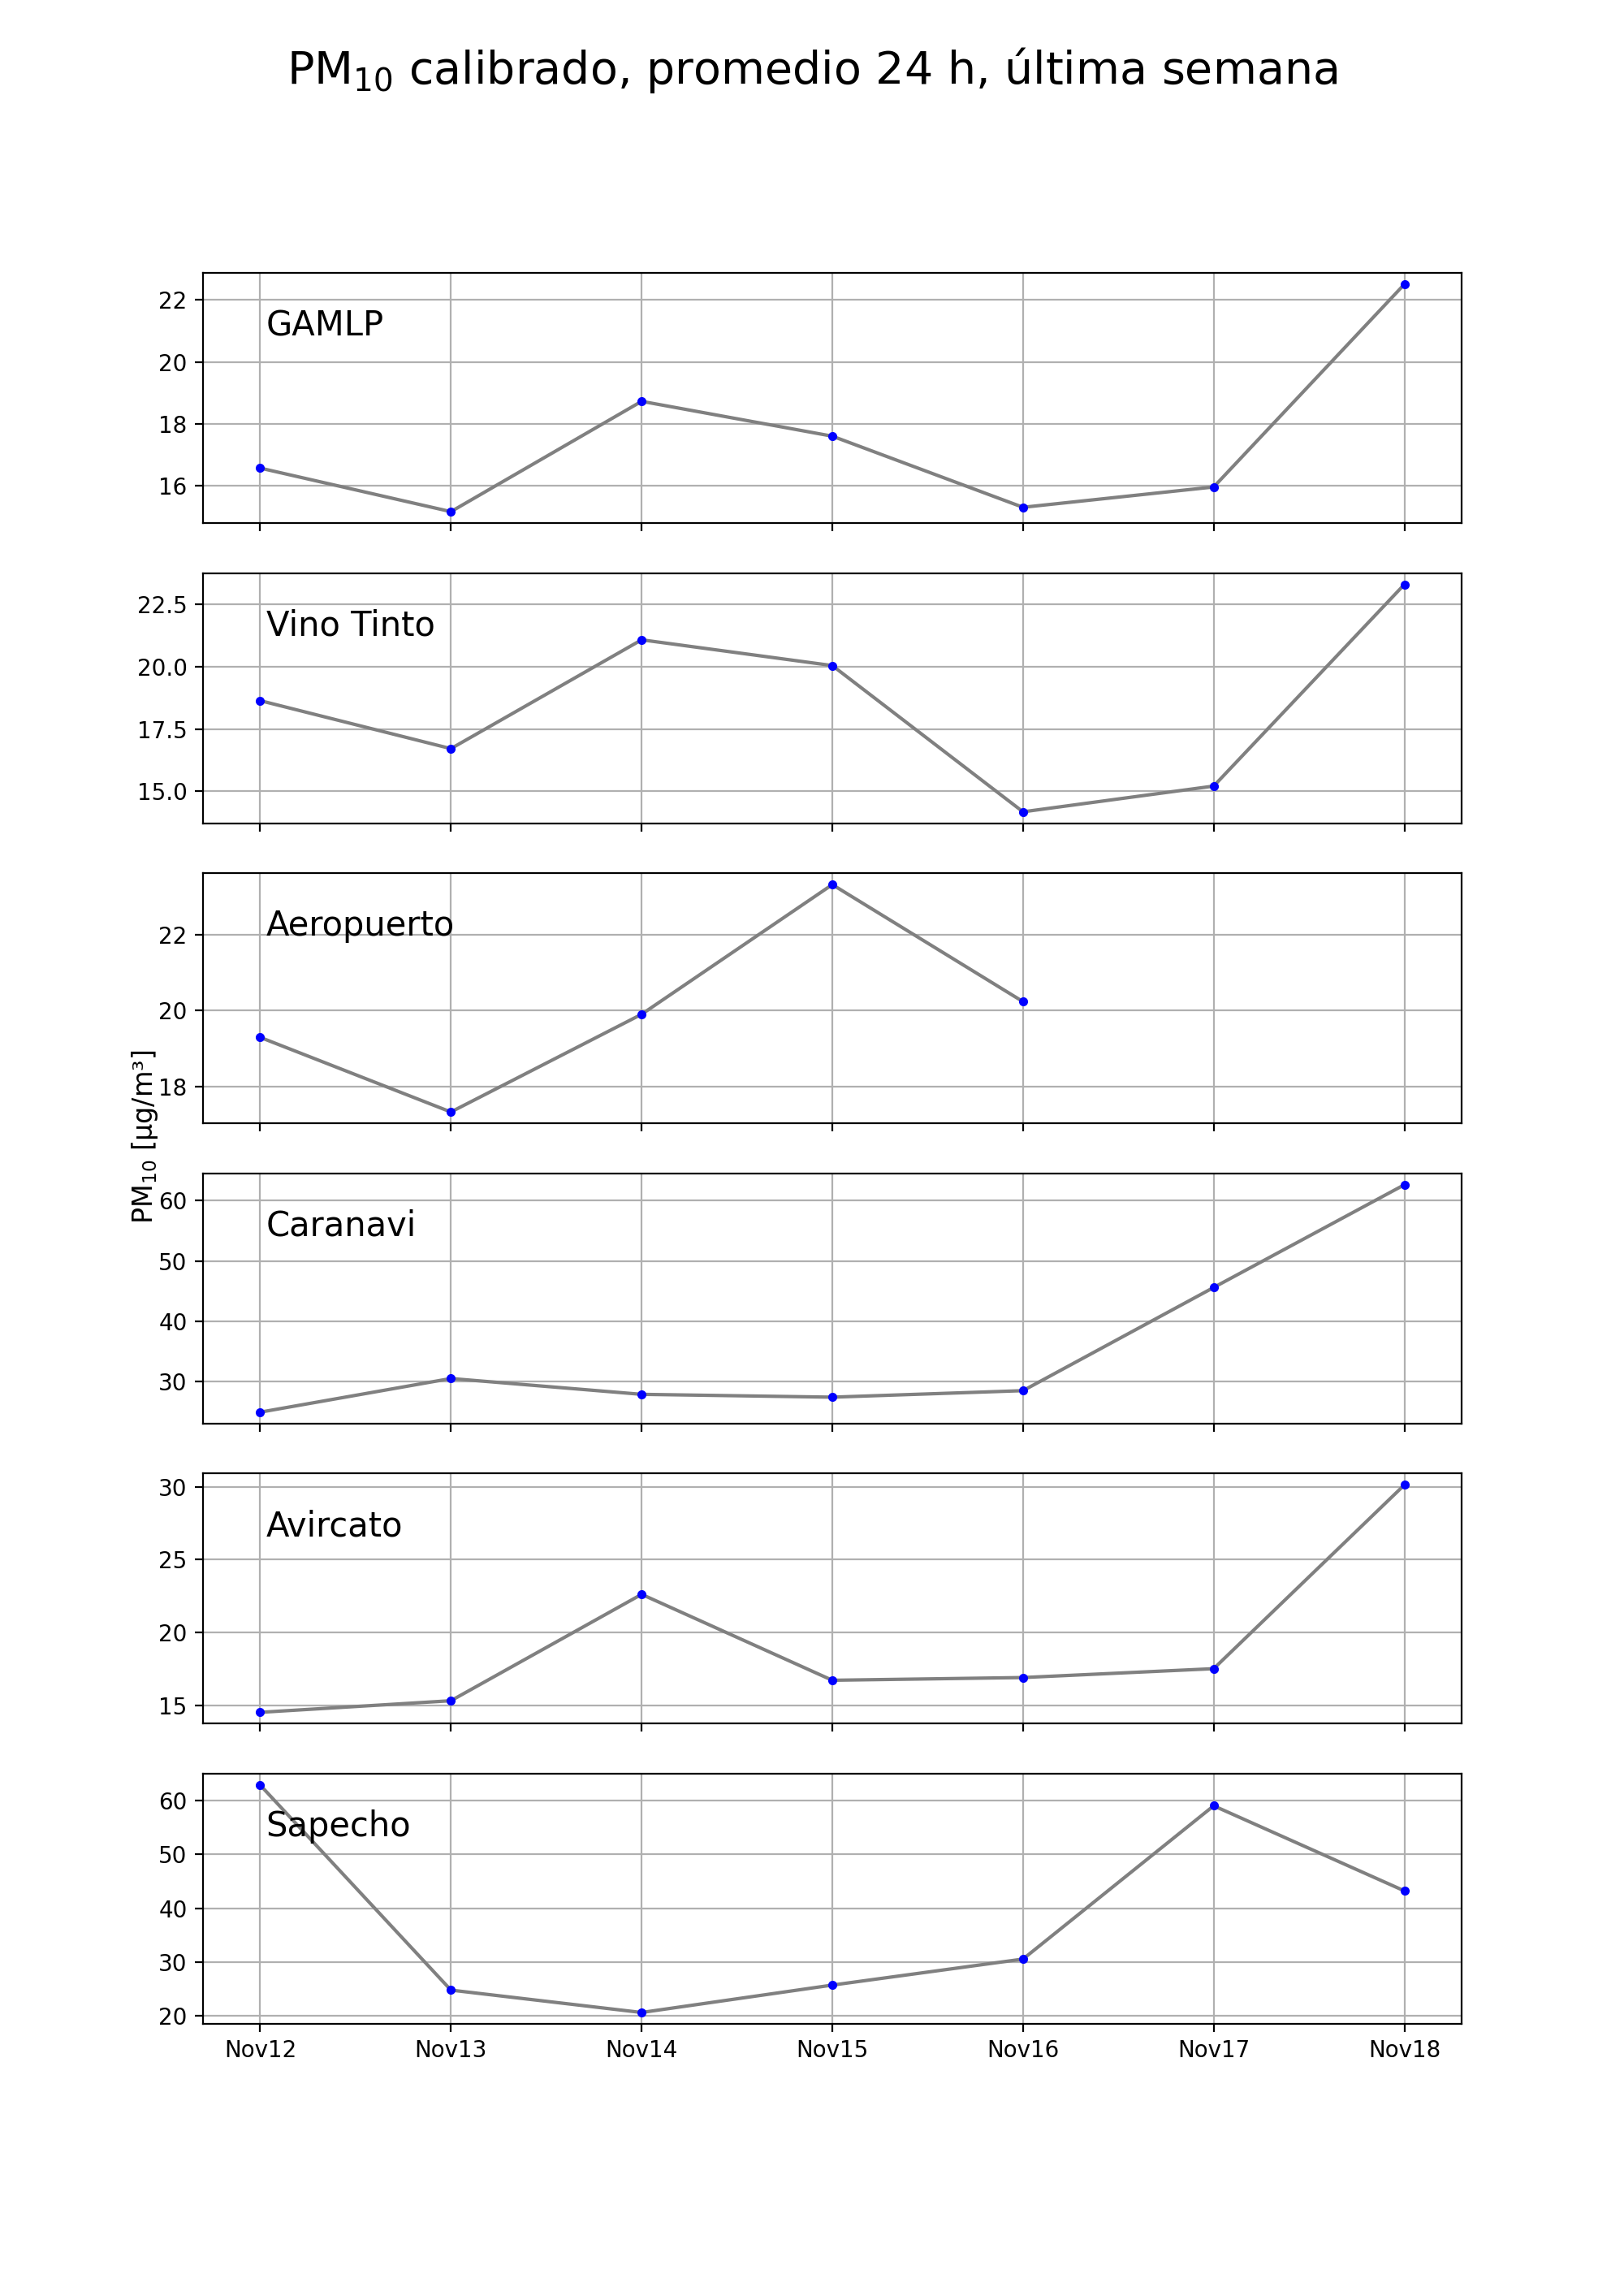 PM₁₀ calibrado, promedio 24 h, última semana
GAMLP
22
20
18
16
Vino Tinto
22.5
20.0
17.5
15.0
Aeropuerto
22
20
18
PM₁₀ [µg/m³]
Caranavi
60
50
40
30
Avircato
30
25
20
15
Sapecho
60
50
40
30
20
Nov12 Nov13 Nov14 Nov15 Nov16 Nov17 Nov18